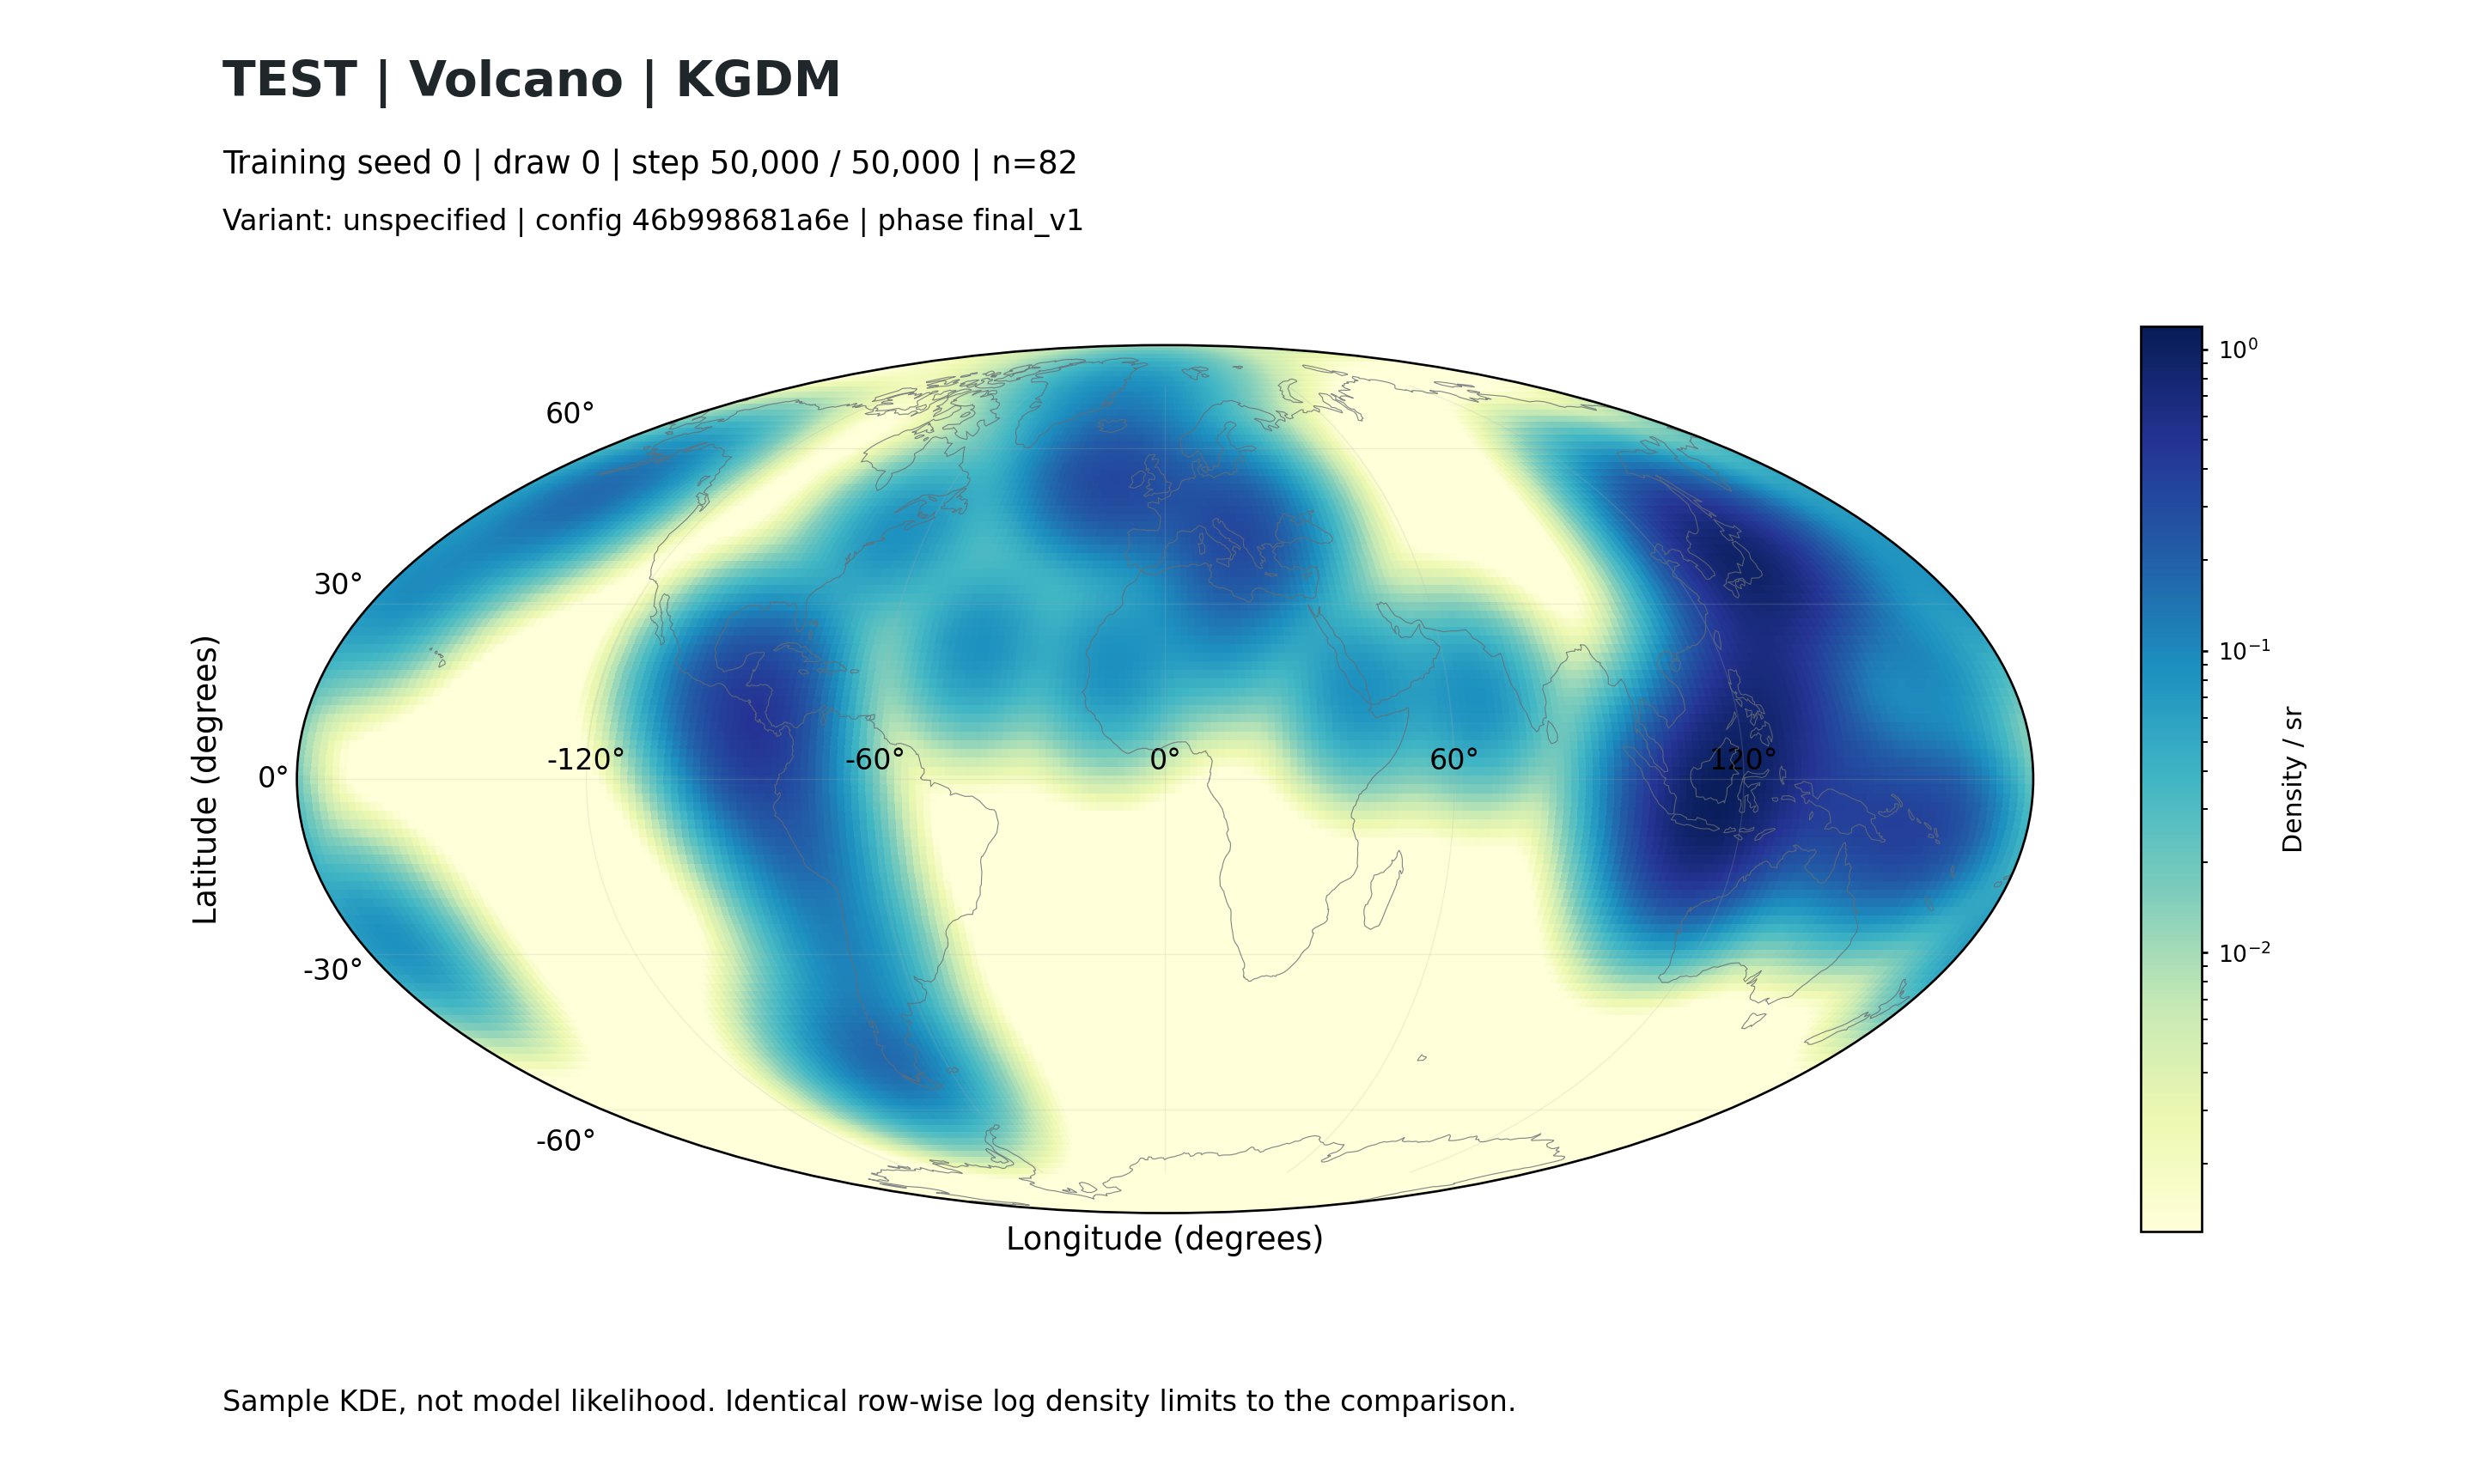 TEST | Volcano | KGDM
Training seed 0 | draw 0 | step 50,000 / 50,000 | n=82
Variant: unspecified | config 46b998681a6e | phase final_v1
60°
30°
0°
-30°
-60°
-120°
-60°
0°
60°
120°
Latitude (degrees)
Longitude (degrees)
10⁰
10⁻¹
10⁻²
Density / sr
Sample KDE, not model likelihood. Identical row-wise log density limits to the comparison.